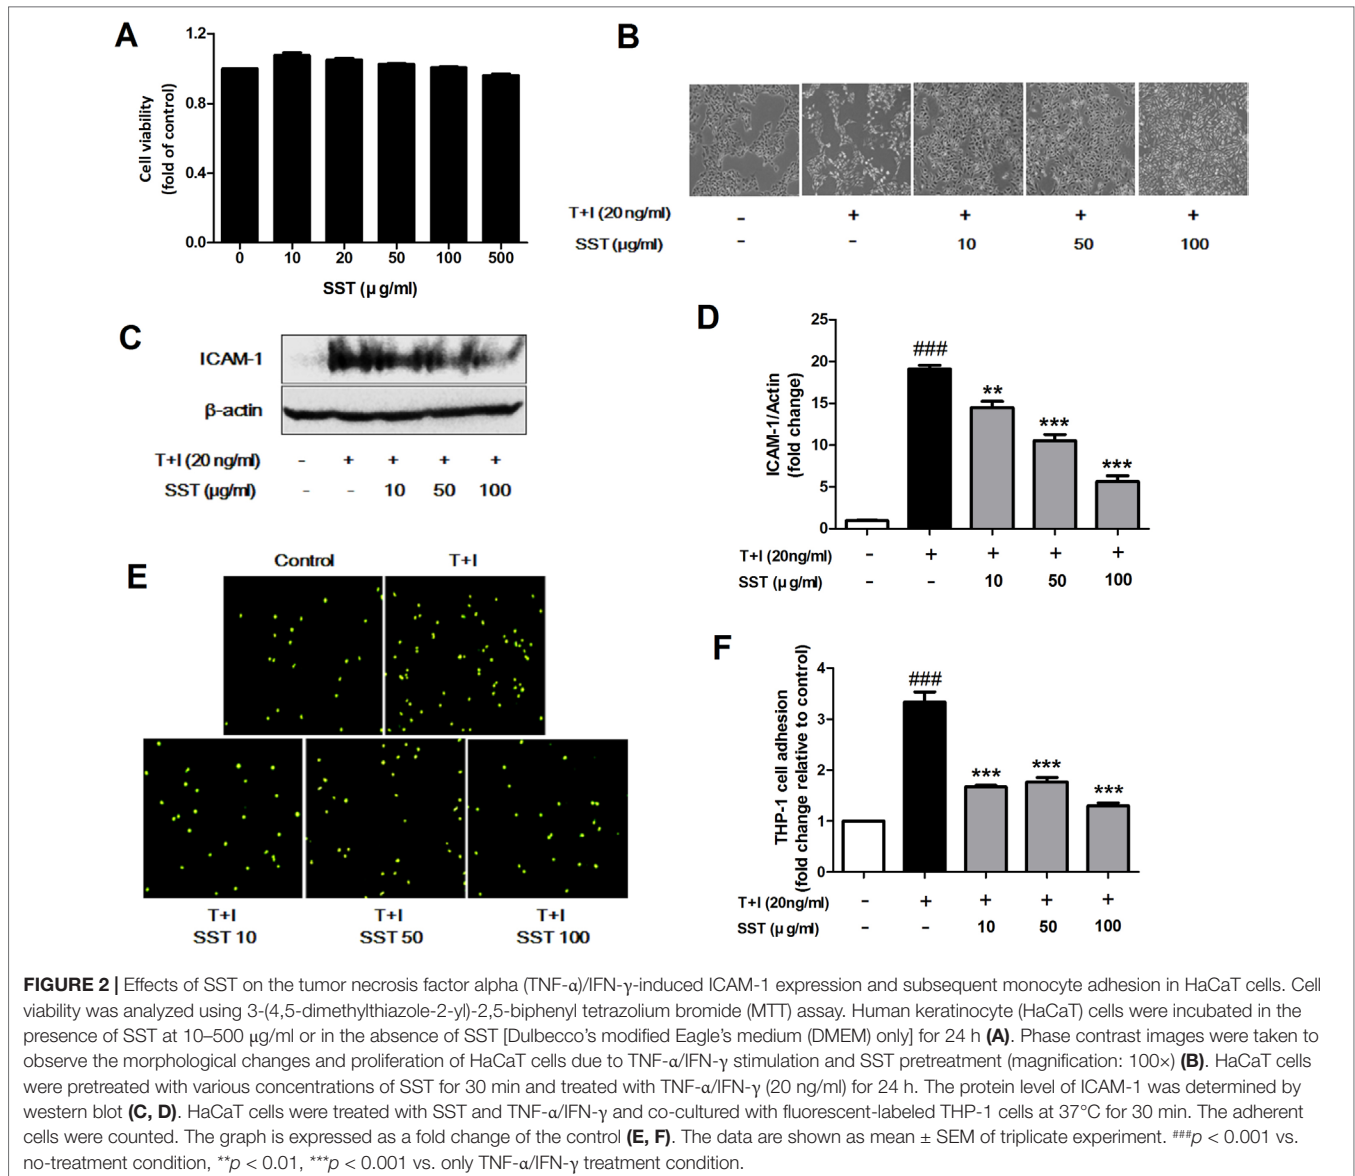 A
Cell viability
(fold of control)
1.2
0.8
0.4
0.0
0 10 20 50 100 500
SST (μ g/ml)
B
T+I (20 ng/ml) - + + + +
SST (μg/ml) - - 10 50 100
C
ICAM-1
β-actin
T+I (20 ng/ml) - + + + +
SST (μg/ml) - - 10 50 100
D
ICAM-1/Actin
(fold change)
25
20
15
10
5
0
###
**
***
***
T+I (20ng/ml) - + + + +
SST (μ g/ml) - - 10 50 100
E
Control T+I
T+I T+I T+I
SST 10 SST 50 SST 100
F
THP-1 cell adhesion
(fold change relative to control)
4
3
2
1
0
###
***
***
***
T+I (20ng/ml) - + + + +
SST (μ g/ml) - - 10 50 100
FIGURE 2 | Effects of SST on the tumor necrosis factor alpha (TNF-α)/IFN-γ-induced ICAM-1 expression and subsequent monocyte adhesion in HaCaT cells. Cell
viability was analyzed using 3-(4,5-dimethylthiazole-2-yl)-2,5-biphenyl tetrazolium bromide (MTT) assay. Human keratinocyte (HaCaT) cells were incubated in the
presence of SST at 10–500 μg/ml or in the absence of SST [Dulbecco's modified Eagle's medium (DMEM) only] for 24 h (A). Phase contrast images were taken to
observe the morphological changes and proliferation of HaCaT cells due to TNF-α/IFN-γ stimulation and SST pretreatment (magnification: 100×) (B). HaCaT cells
were pretreated with various concentrations of SST for 30 min and treated with TNF-α/IFN-γ (20 ng/ml) for 24 h. The protein level of ICAM-1 was determined by
western blot (C, D). HaCaT cells were treated with SST and TNF-α/IFN-γ and co-cultured with fluorescent-labeled THP-1 cells at 37°C for 30 min. The adherent
cells were counted. The graph is expressed as a fold change of the control (E, F). The data are shown as mean ± SEM of triplicate experiment. ###p < 0.001 vs.
no-treatment condition, **p < 0.01, ***p < 0.001 vs. only TNF-α/IFN-γ treatment condition.